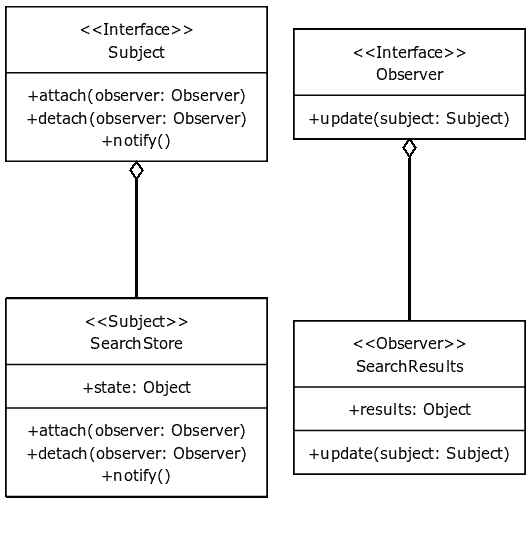 <<Interface>>
Subject
+attach(observer: Observer)
+detach(observer: Observer)
+notify()
<<Interface>>
Observer
+update(subject: Subject)
<<Subject>>
SearchStore
+state: Object
+attach(observer: Observer)
+detach(observer: Observer)
+notify()
<<Observer>>
SearchResults
+results: Object
+update(subject: Subject)